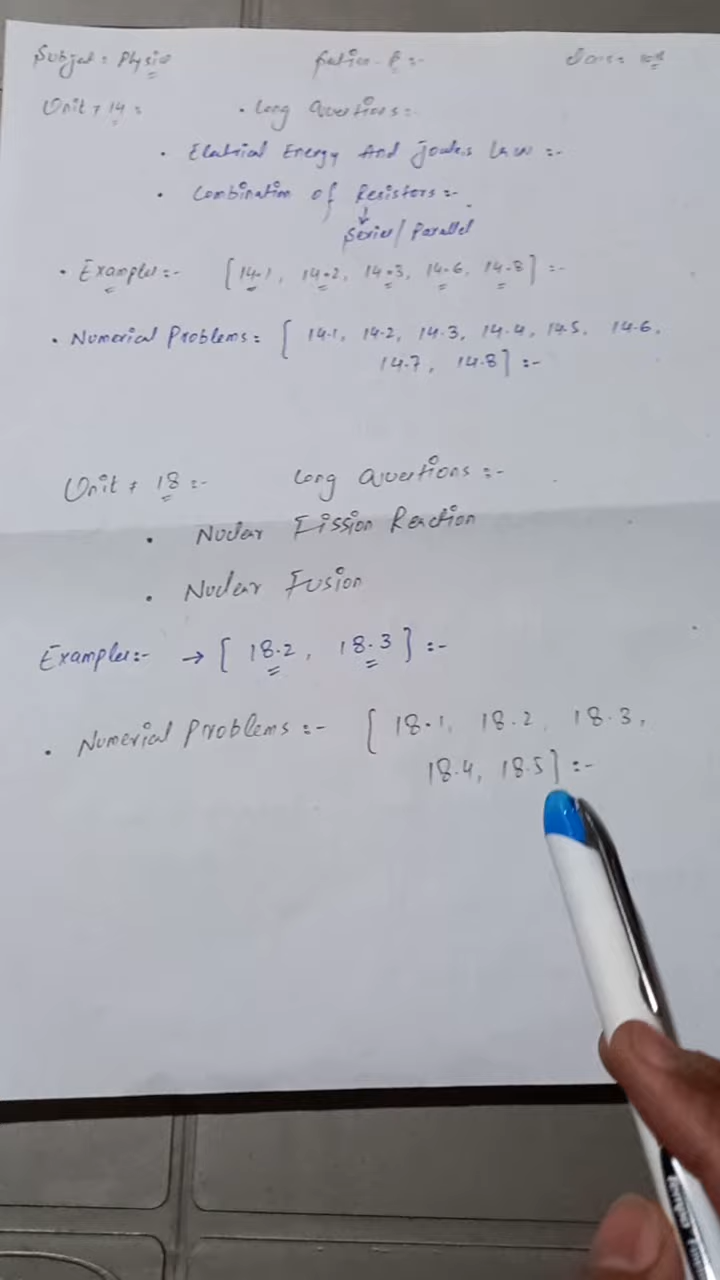 Subject = Physics Section - B :- Class = 10th
Unit # 14 :
• Long Questions :-
• Electrical Energy And Joules Law :-
• Combination of Resistors :-
↓
Series / Parallel
• Examples :- [14.1, 14.2, 14.3, 14.6, 14.8] :-
• Numerical Problems = [ 14.1, 14.2, 14.3, 14.4, 14.5, 14.6,
14.7, 14.8] :-
Unit # 18 :- Long Questions :-
• Nuclear Fission Reaction
• Nuclear Fusion
Examples :- → [ 18.2, 18.3 ] :-
• Numerical Problems :- [ 18.1, 18.2, 18.3,
18.4, 18.5] :-